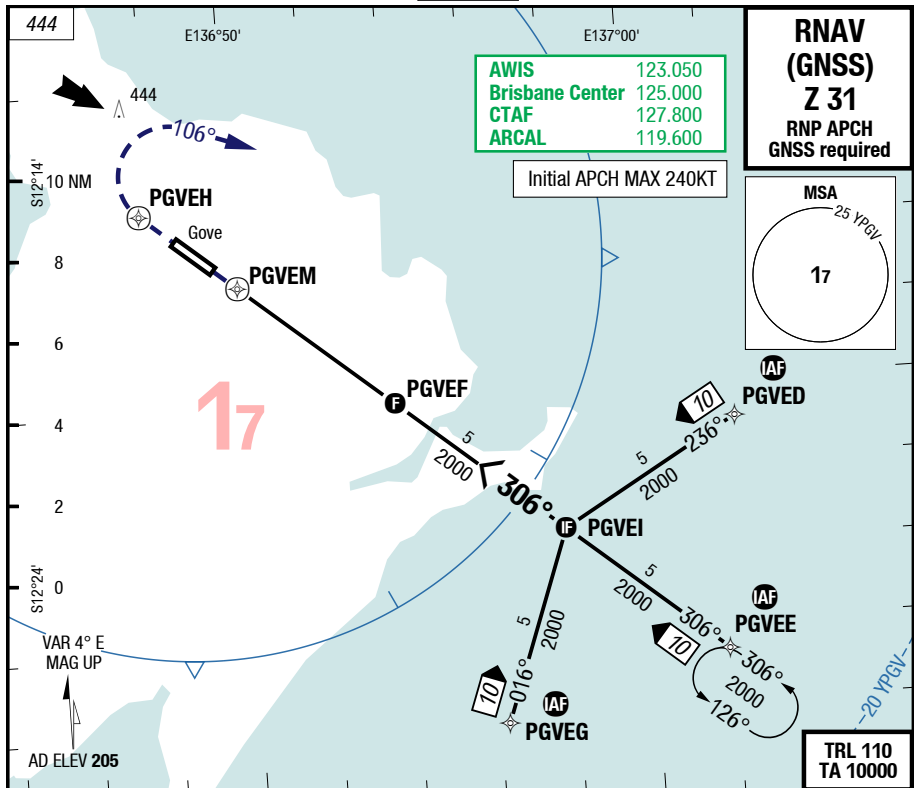 444
E136°50'
E137°00'
RNAV
(GNSS)
Z 31
RNP APCH
GNSS required
AWIS 123.050
Brisbane Center 125.000
CTAF 127.800
ARCAL 119.600
Initial APCH MAX 240KT
444
106°
S12°14'
10 NM
PGVEH
Gove
8
PGVEM
MSA
25 YPGV
17
6
PGVEF
F
IAF
PGVED
10
236°
4
17
5
2000
5
2000
306°
2
IF
PGVEI
5
2000
5
2000
S12°24'
0
IAF
PGVEE
306°
10
306°
2000
126°
VAR 4° E
MAG UP
016°
10
IAF
PGVEG
20 YPGV
AD ELEV 205
TRL 110
TA 10000